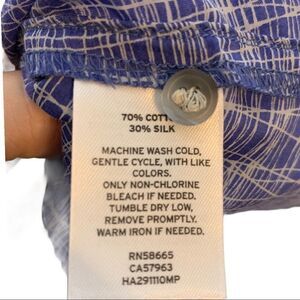 70% COTT
30% SILK
MACHINE WASH COLD,
GENTLE CYCLE, WITH LIKE
COLORS.
ONLY NON-CHLORINE
BLEACH IF NEEDED.
TUMBLE DRY LOW,
REMOVE PROMPTLY.
WARM IRON IF NEEDED.
RN58665
CA57963
HA291110MP